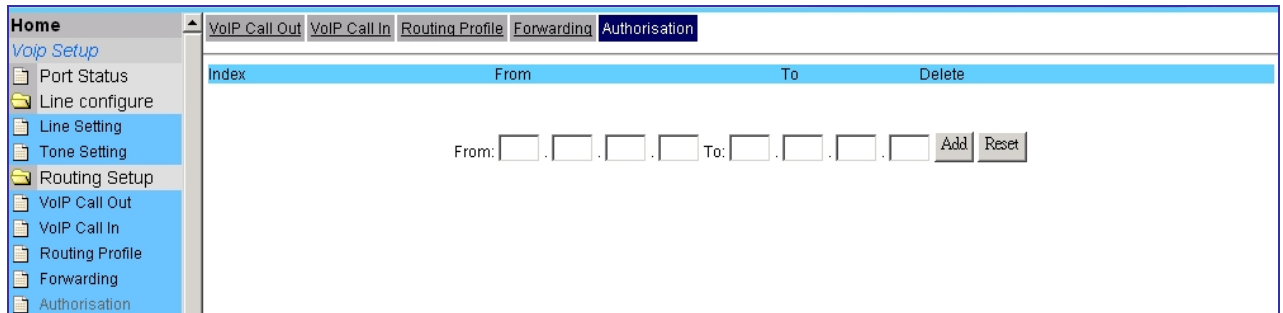 Home
Voip Setup
Port Status
Line configure
Line Setting
Tone Setting
Routing Setup
VoIP Call Out
VoIP Call In
Routing Profile
Forwarding
Authorisation
VoIP Call Out VoIP Call In Routing Profile Forwarding Authorisation
Index From To Delete
From: . . . To: . . . Add Reset